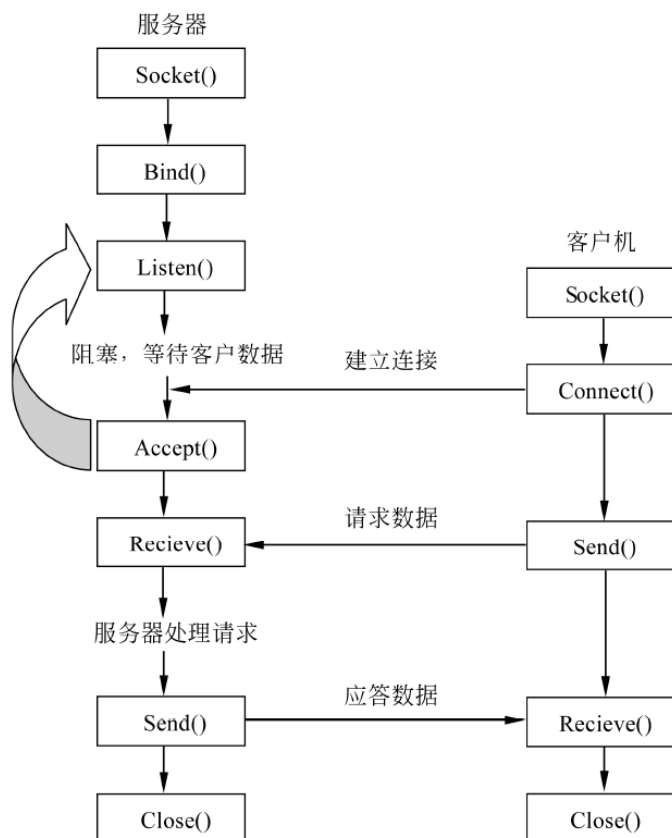 服务器
Socket()
Bind()
Listen()
阻塞，等待客户数据
Accept()
Recieve()
服务器处理请求
Send()
Close()
建立连接
请求数据
应答数据
客户机
Socket()
Connect()
Send()
Recieve()
Close()